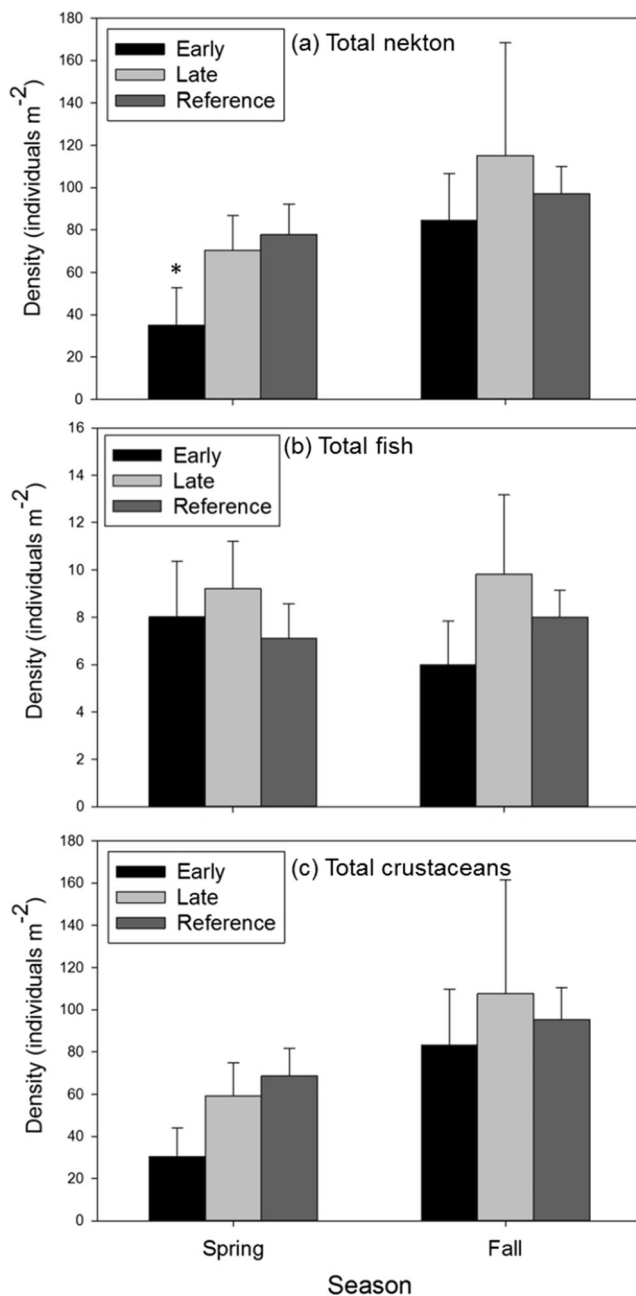 (a) Total nekton
Early
Late
Reference
Density (individuals m-2)
180
160
140
120
100
80
60
40
20
0
*
(b) Total fish
Early
Late
Reference
Density (individuals m-2)
16
14
12
10
8
6
4
2
0
(c) Total crustaceans
Early
Late
Reference
Density (individuals m-2)
180
160
140
120
100
80
60
40
20
0
Spring Fall
Season